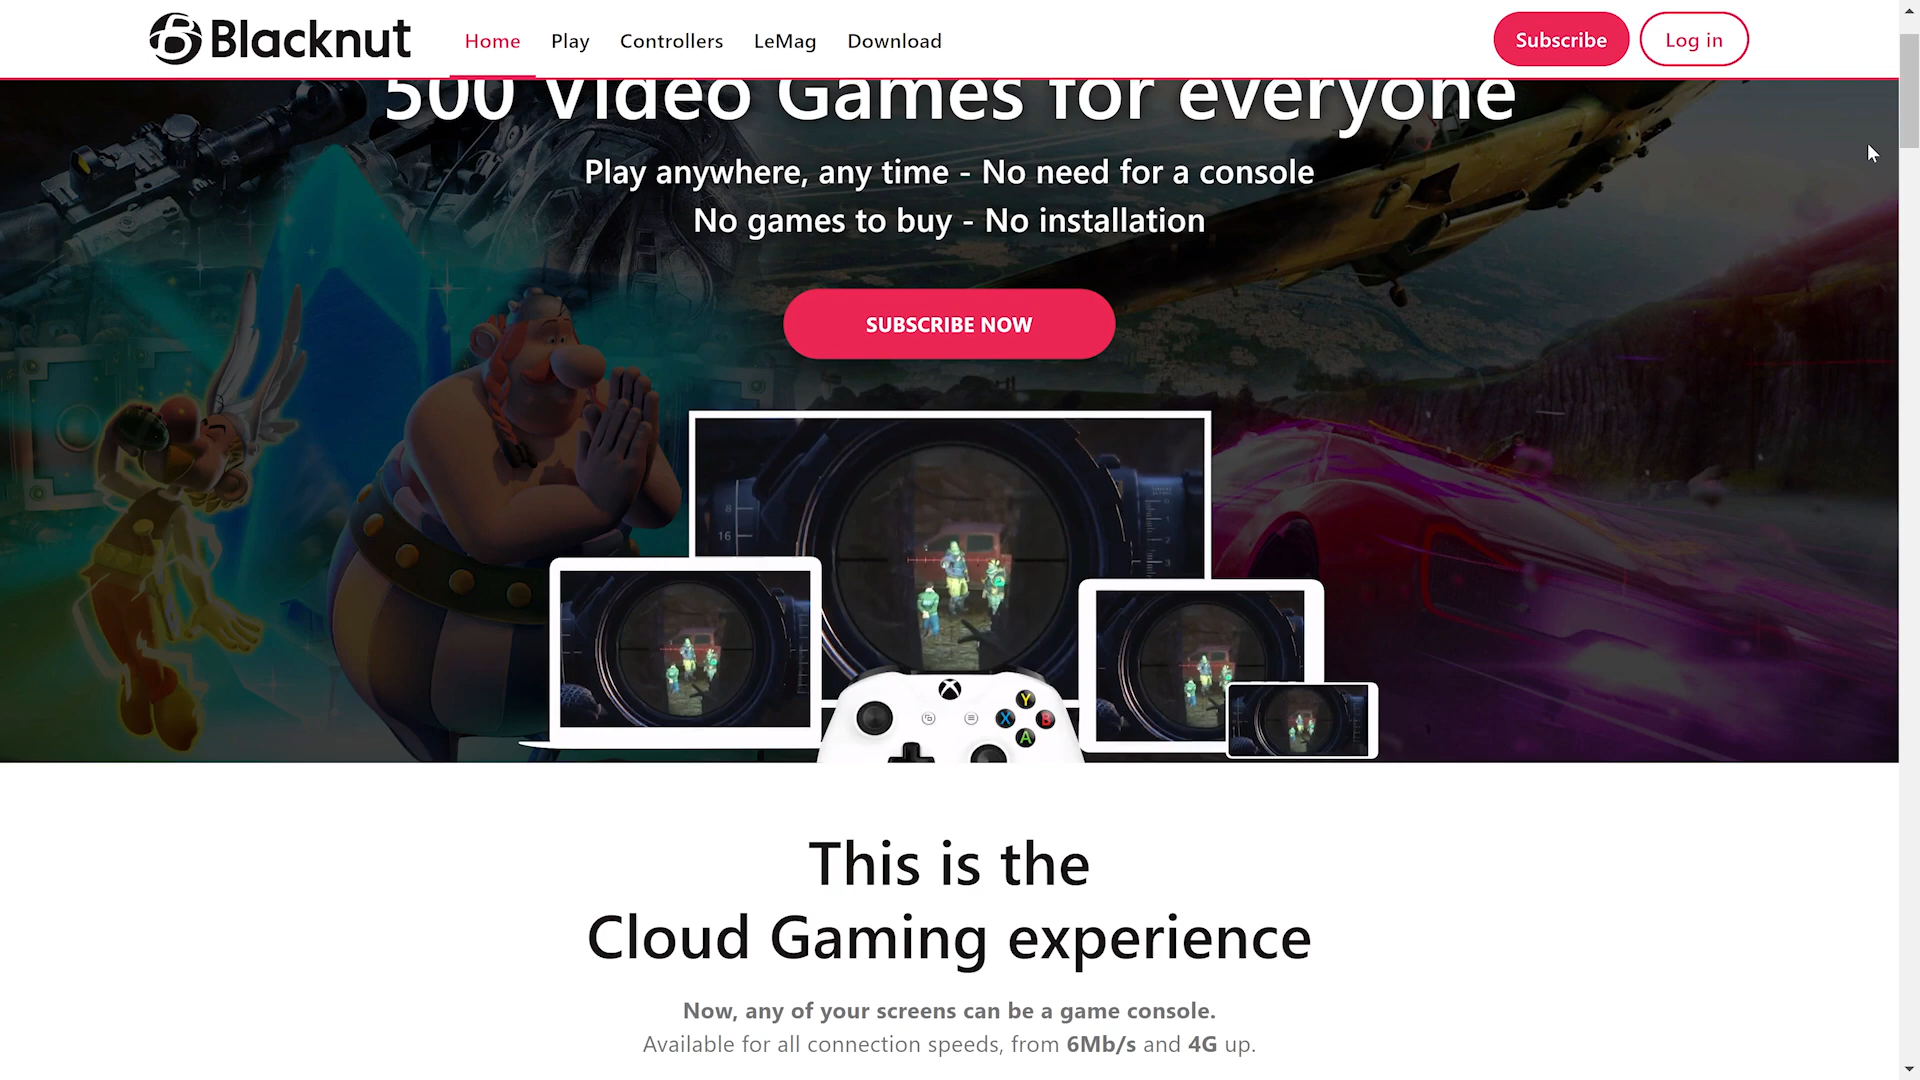 Blacknut
Home Play Controllers LeMag Download
Subscribe Log in
500 Video Games for everyone
Play anywhere, any time - No need for a console
No games to buy - No installation
SUBSCRIBE NOW
8
16
Y
X B
A
This is the
Cloud Gaming experience
Now, any of your screens can be a game console.
Available for all connection speeds, from 6Mb/s and 4G up.